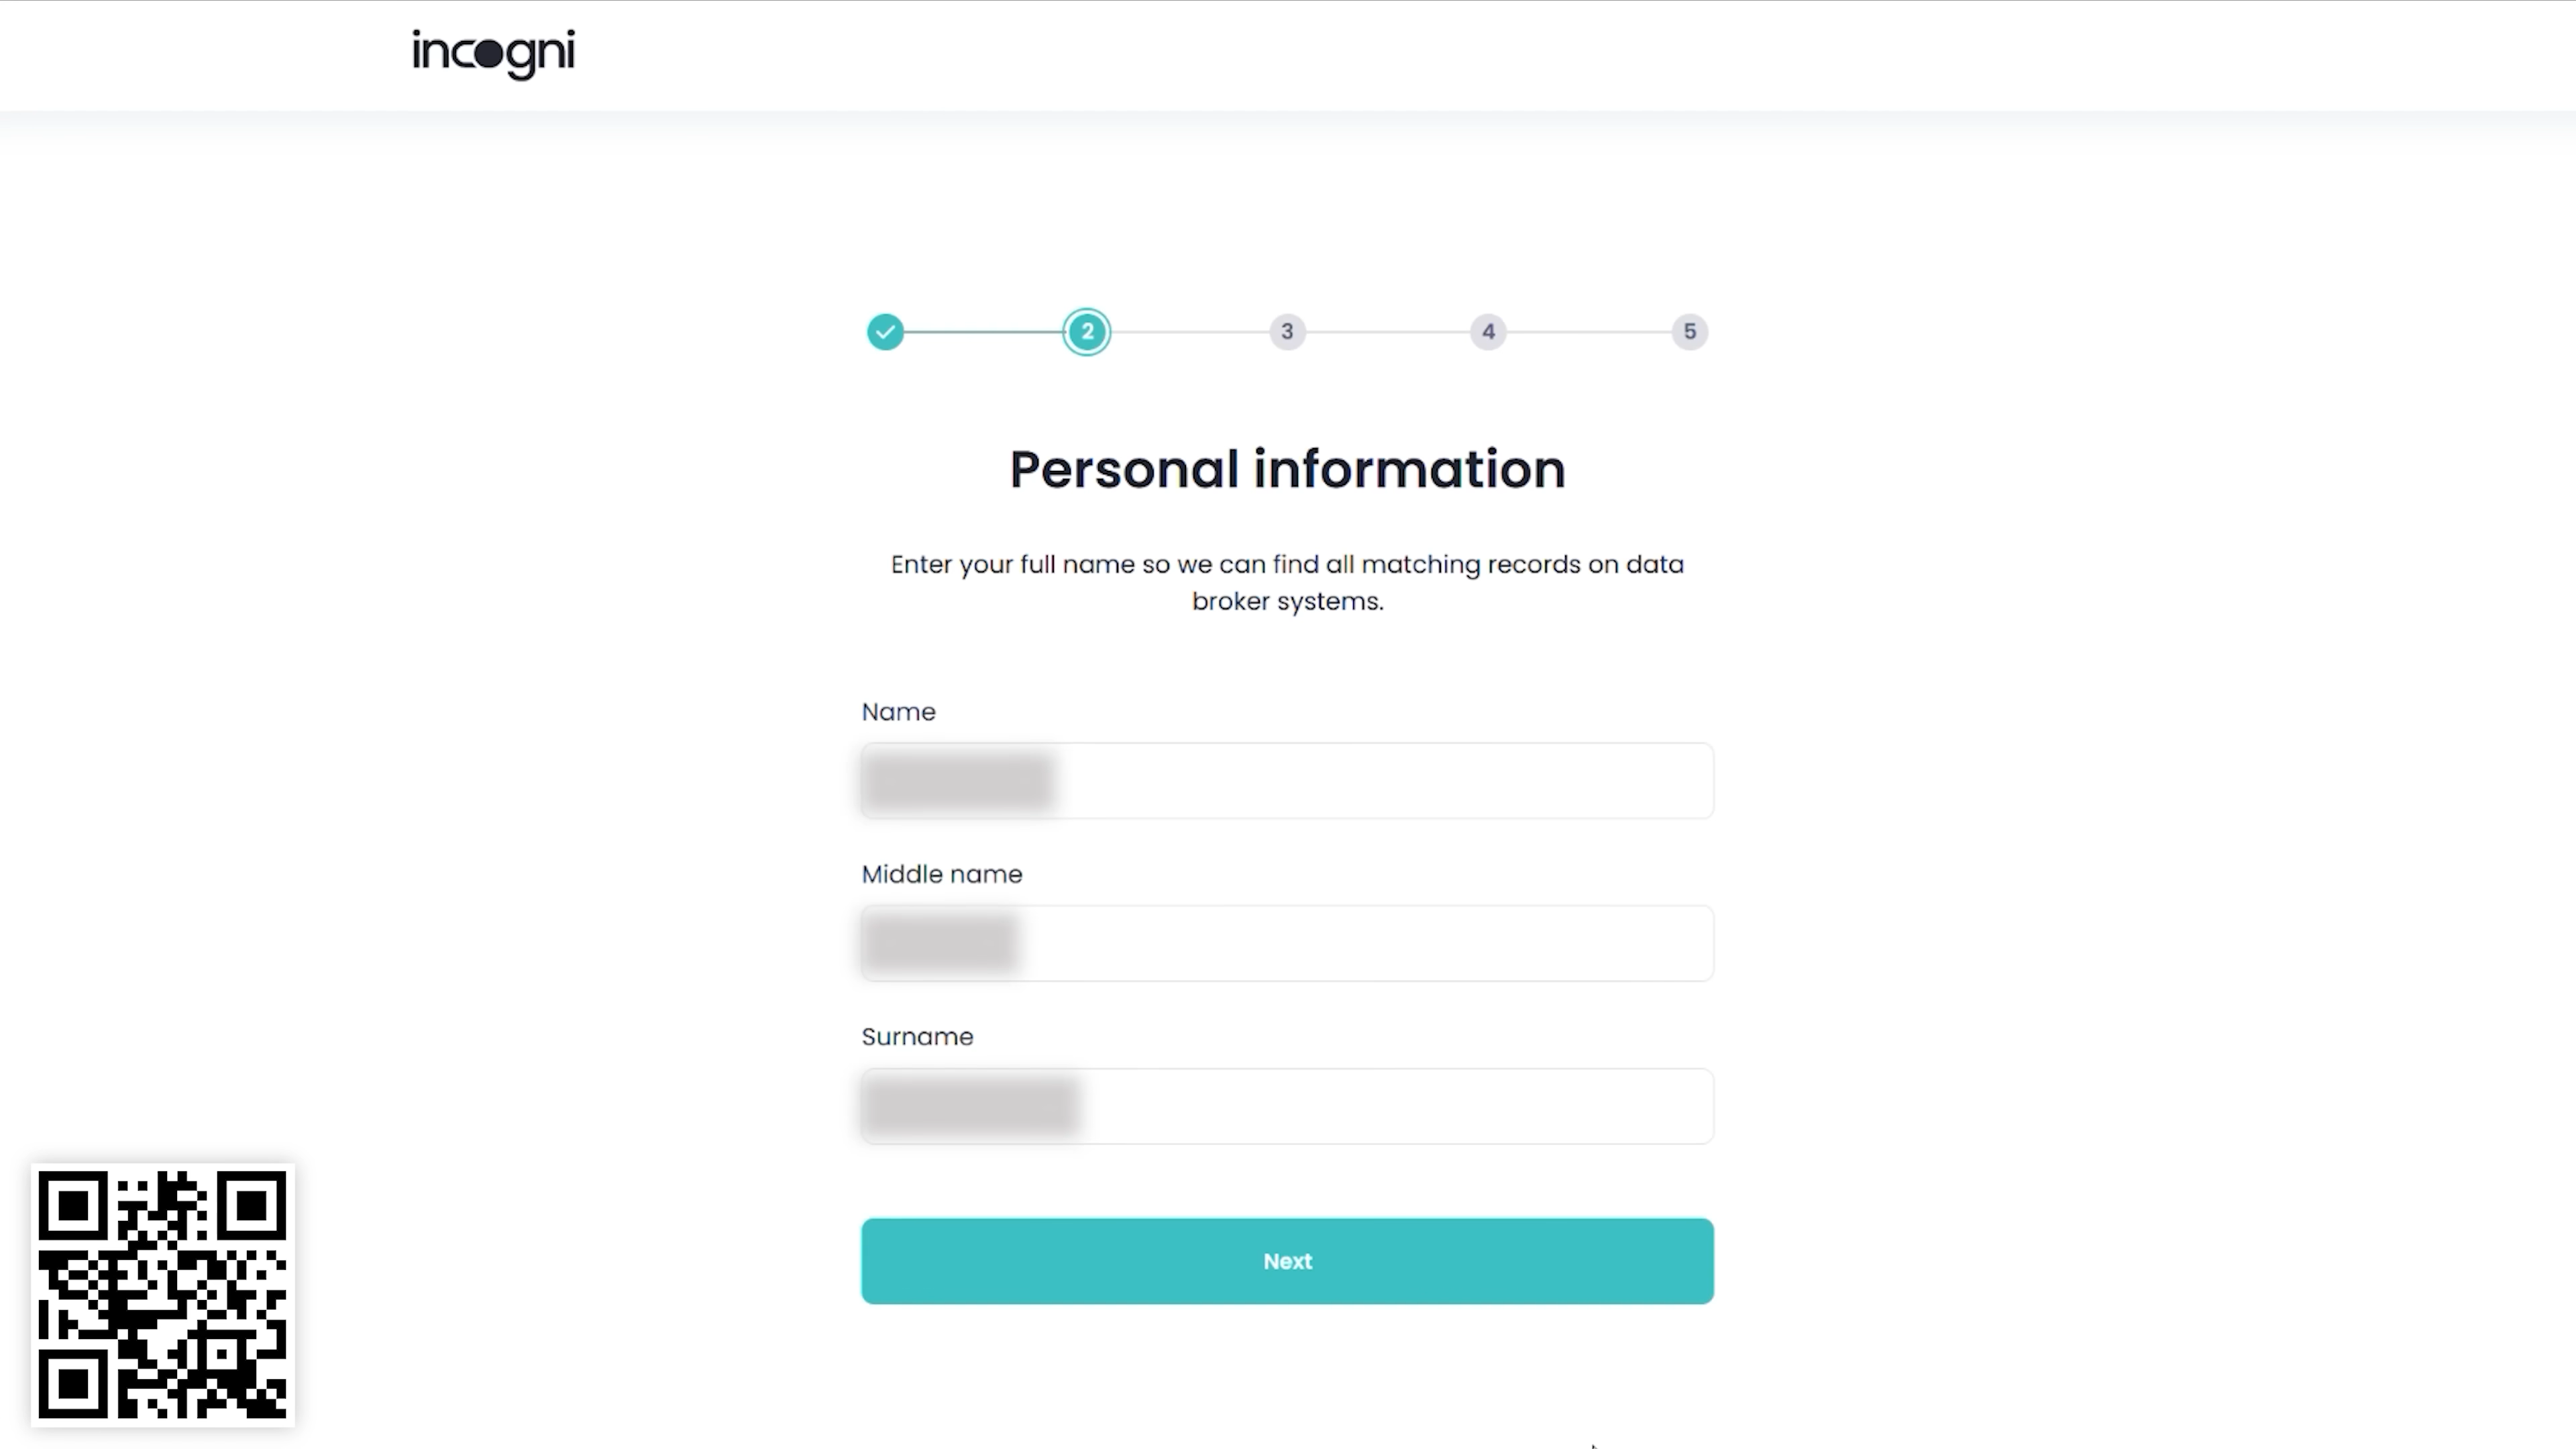 incogni
2
3
4
5
Personal information
Enter your full name so we can find all matching records on data
broker systems.
Name
Middle name
Surname
Next